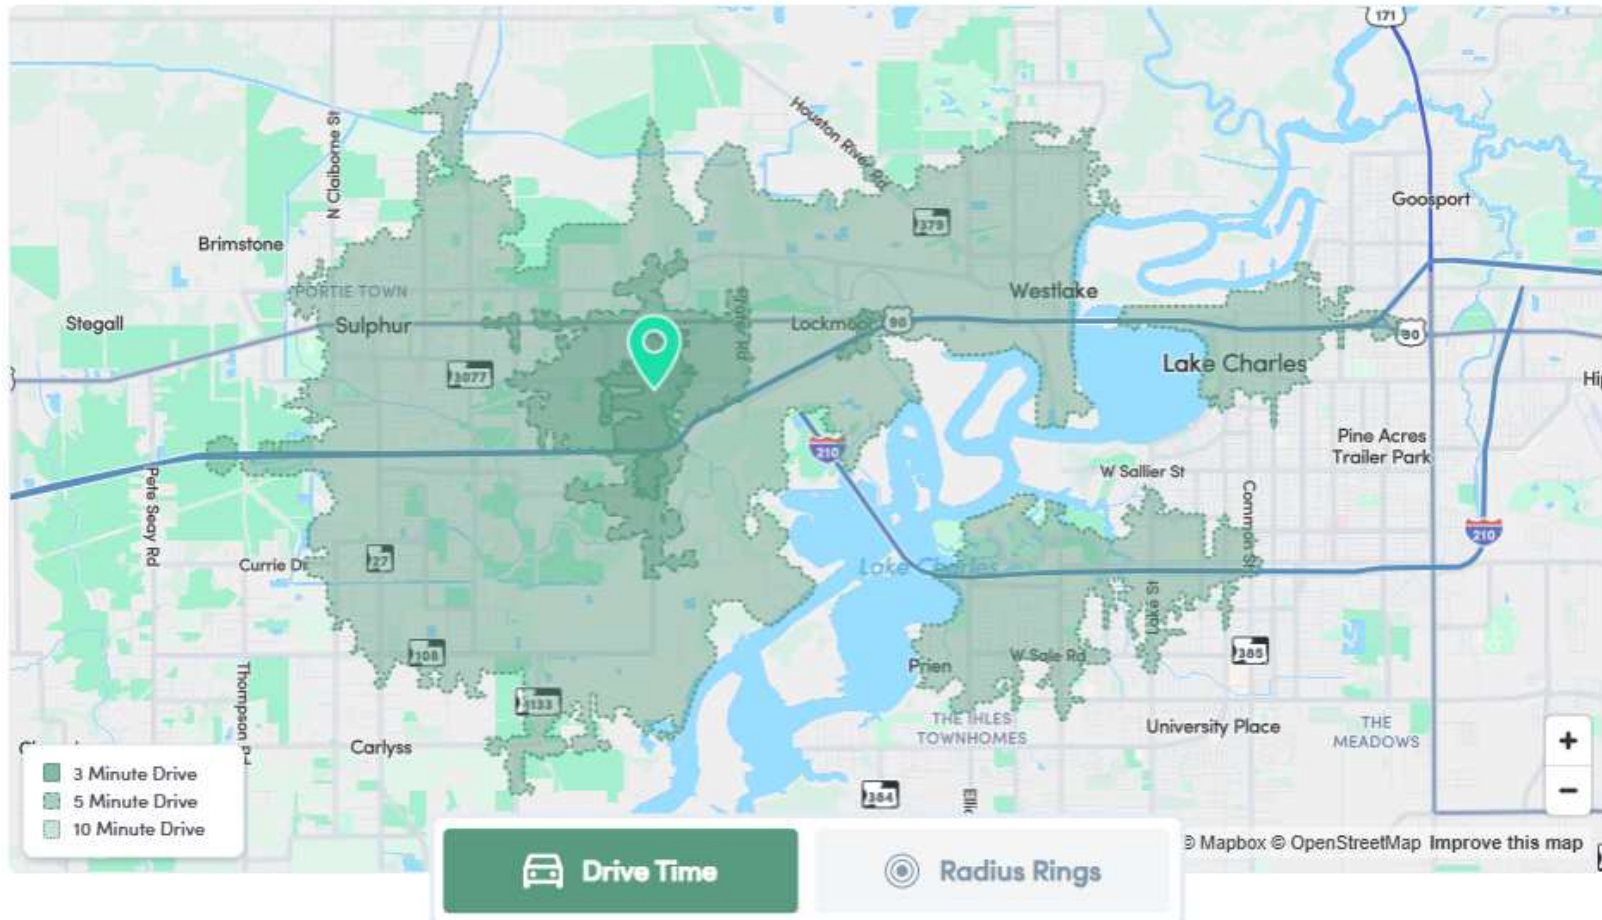 171
Houston River Rd
N Claiborne St
Goosport
379
Brimstone
Westlake
PORTIE TOWN
Stegall
Sulphur
Lockmoor
90
90
Lake Charles
3077
Pine Acres
Trailer Park
210
W Sallier St
Common St
Pete Seay Rd
210
27
Currie Dr
Lake Charles
Lake St
108
Prien
W Sale Rd
385
Thompson Rd
1133
THE IHLES
TOWNHOMES
University Place
THE
MEADOWS
Carlyss
+
3 Minute Drive
5 Minute Drive
10 Minute Drive
−
384
© Mapbox © OpenStreetMap Improve this map
Drive Time
Radius Rings